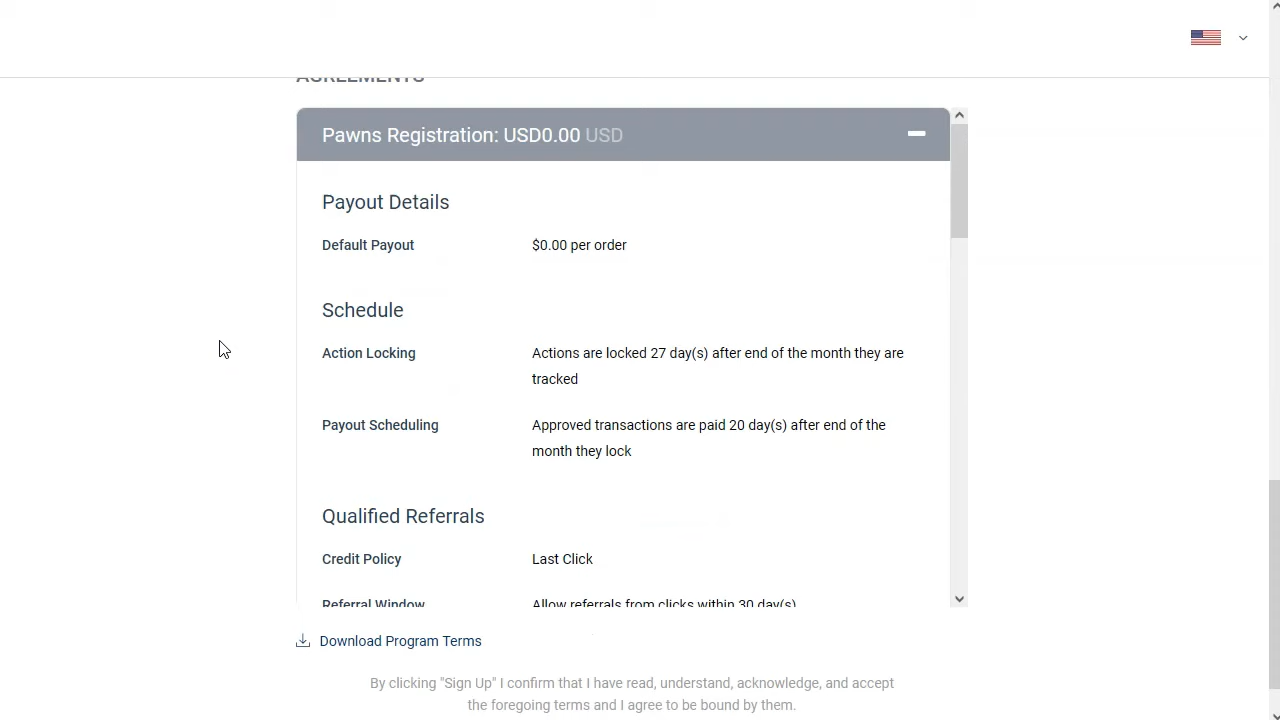 AGREEMENTS
Pawns Registration: USD0.00 USD
Payout Details
Default Payout $0.00 per order
Schedule
Action Locking Actions are locked 27 day(s) after end of the month they are
tracked
Payout Scheduling Approved transactions are paid 20 day(s) after end of the
month they lock
Qualified Referrals
Credit Policy Last Click
Referral Window Allow referrals from clicks within 30 day(s)
Download Program Terms
By clicking "Sign Up" I confirm that I have read, understand, acknowledge, and accept
the foregoing terms and I agree to be bound by them.